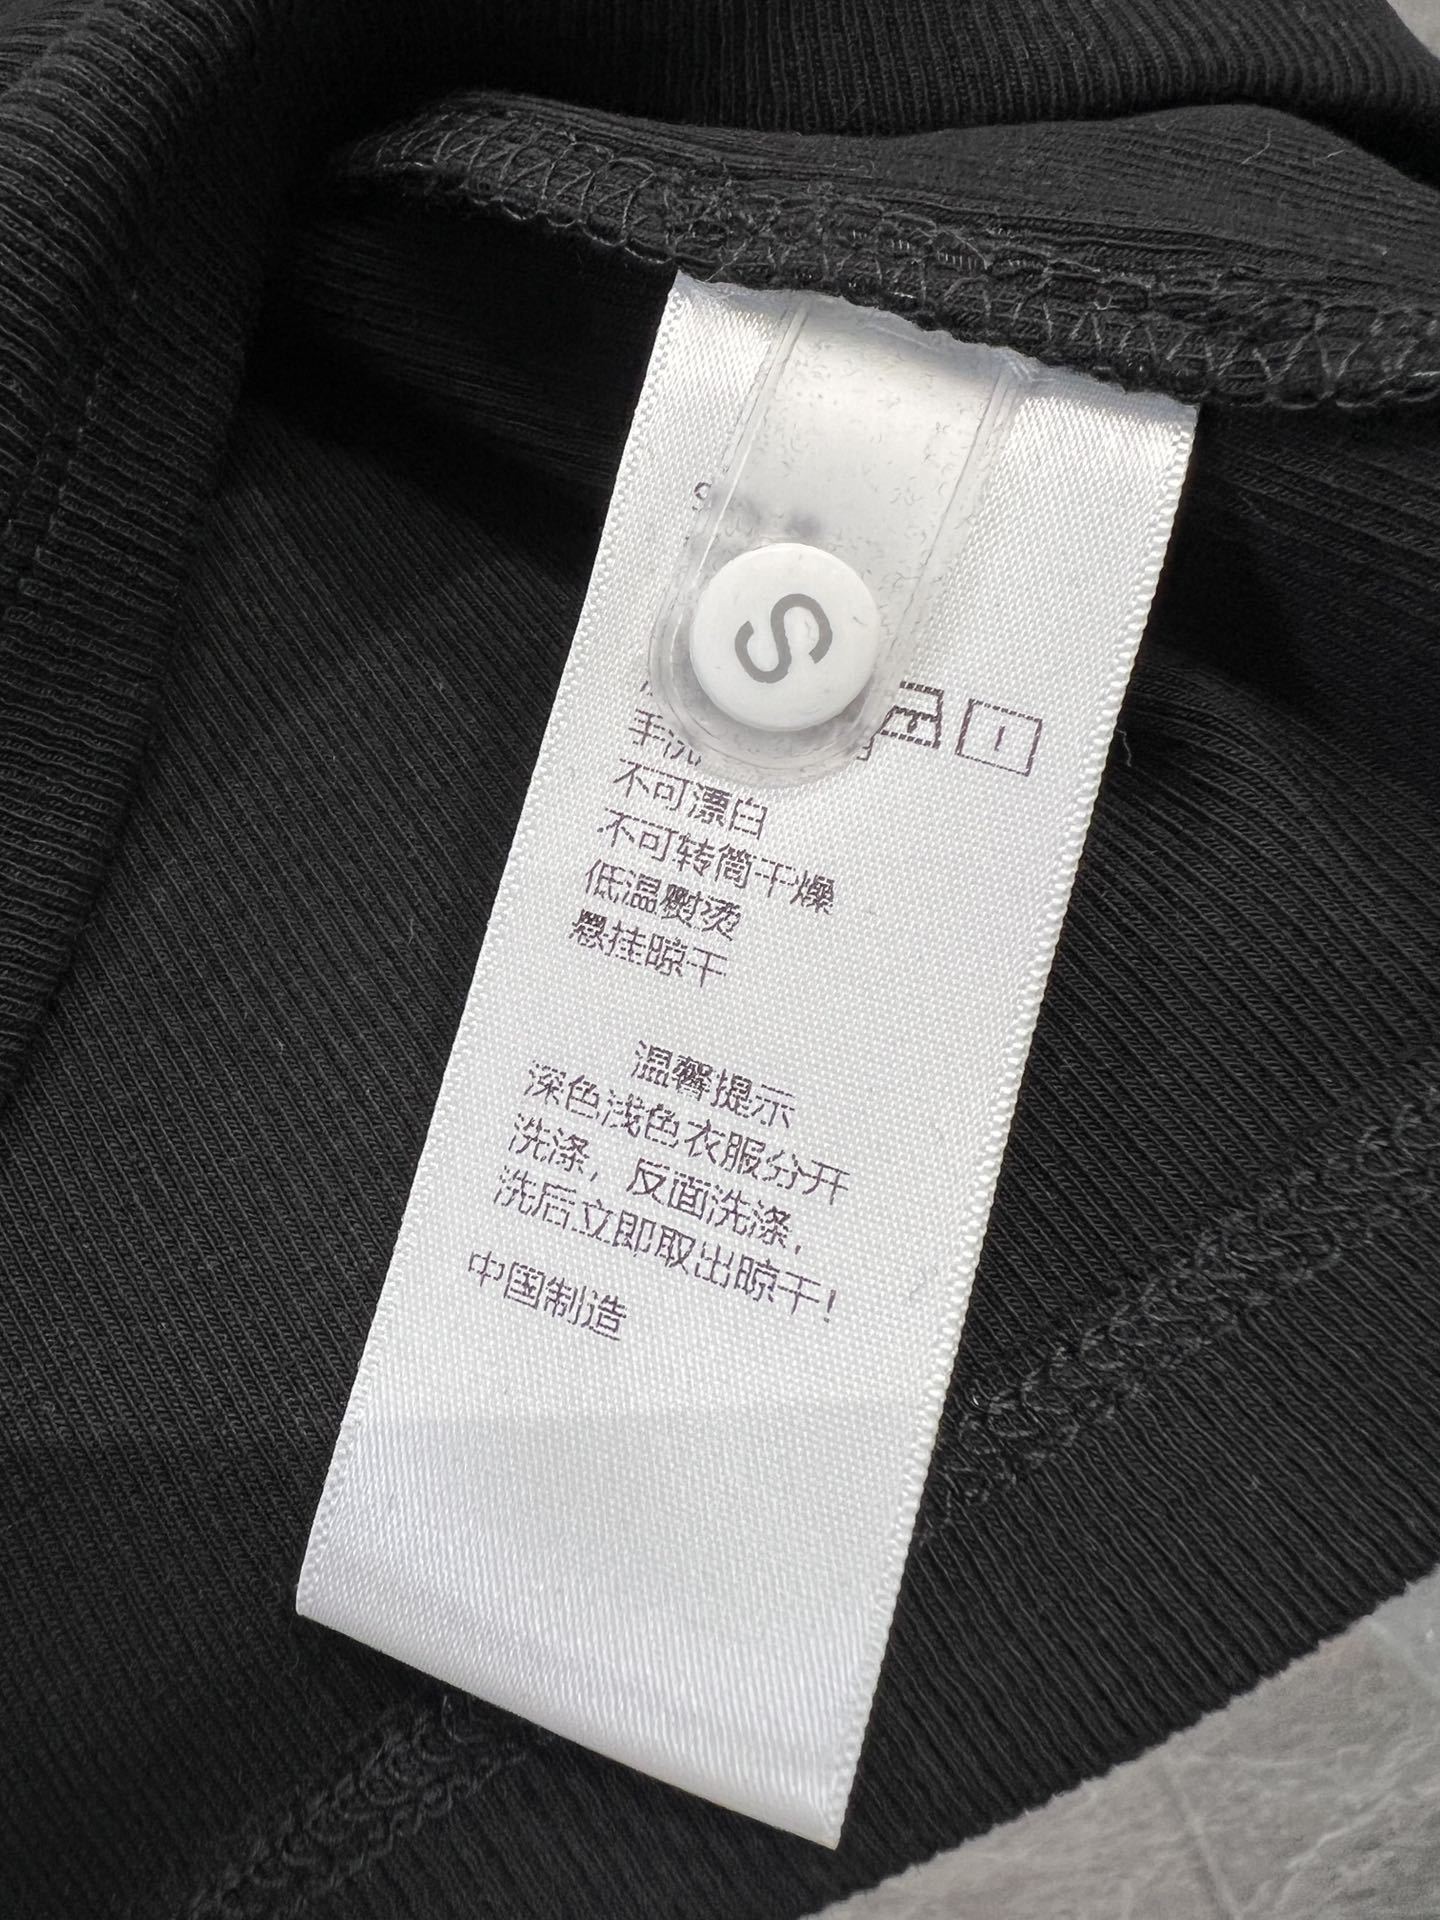 S
S
手洗
不可漂白
不可转筒干燥
低温熨烫
悬挂晾干
温馨提示
深色浅色衣服分开
洗涤，反面洗涤，
洗后立即取出晾干！
中国制造